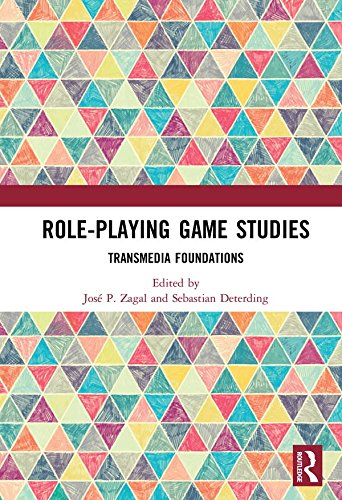 ROLE-PLAYING GAME STUDIES
TRANSMEDIA FOUNDATIONS
Edited by
José P. Zagal and Sebastian Deterding
ROUTLEDGE